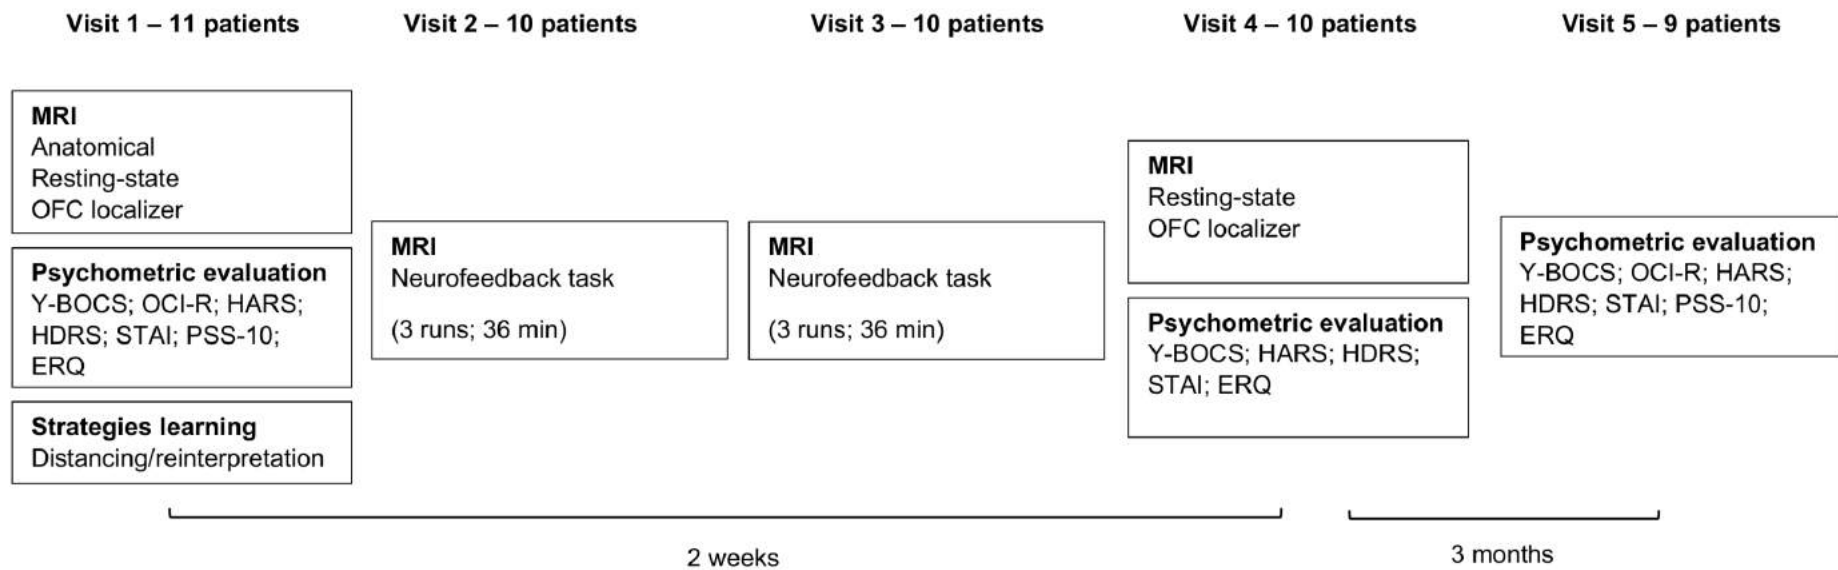 Visit 1 – 11 patients
Visit 2 – 10 patients
Visit 3 – 10 patients
Visit 4 – 10 patients
Visit 5 – 9 patients
MRI
Anatomical
Resting-state
OFC localizer
Psychometric evaluation
Y-BOCS; OCI-R; HARS;
HDRS; STAI; PSS-10;
ERQ
Strategies learning
Distancing/reinterpretation
MRI
Neurofeedback task
(3 runs; 36 min)
MRI
Neurofeedback task
(3 runs; 36 min)
MRI
Resting-state
OFC localizer
Psychometric evaluation
Y-BOCS; HARS; HDRS;
STAI; ERQ
Psychometric evaluation
Y-BOCS; OCI-R; HARS;
HDRS; STAI; PSS-10;
ERQ
2 weeks
3 months